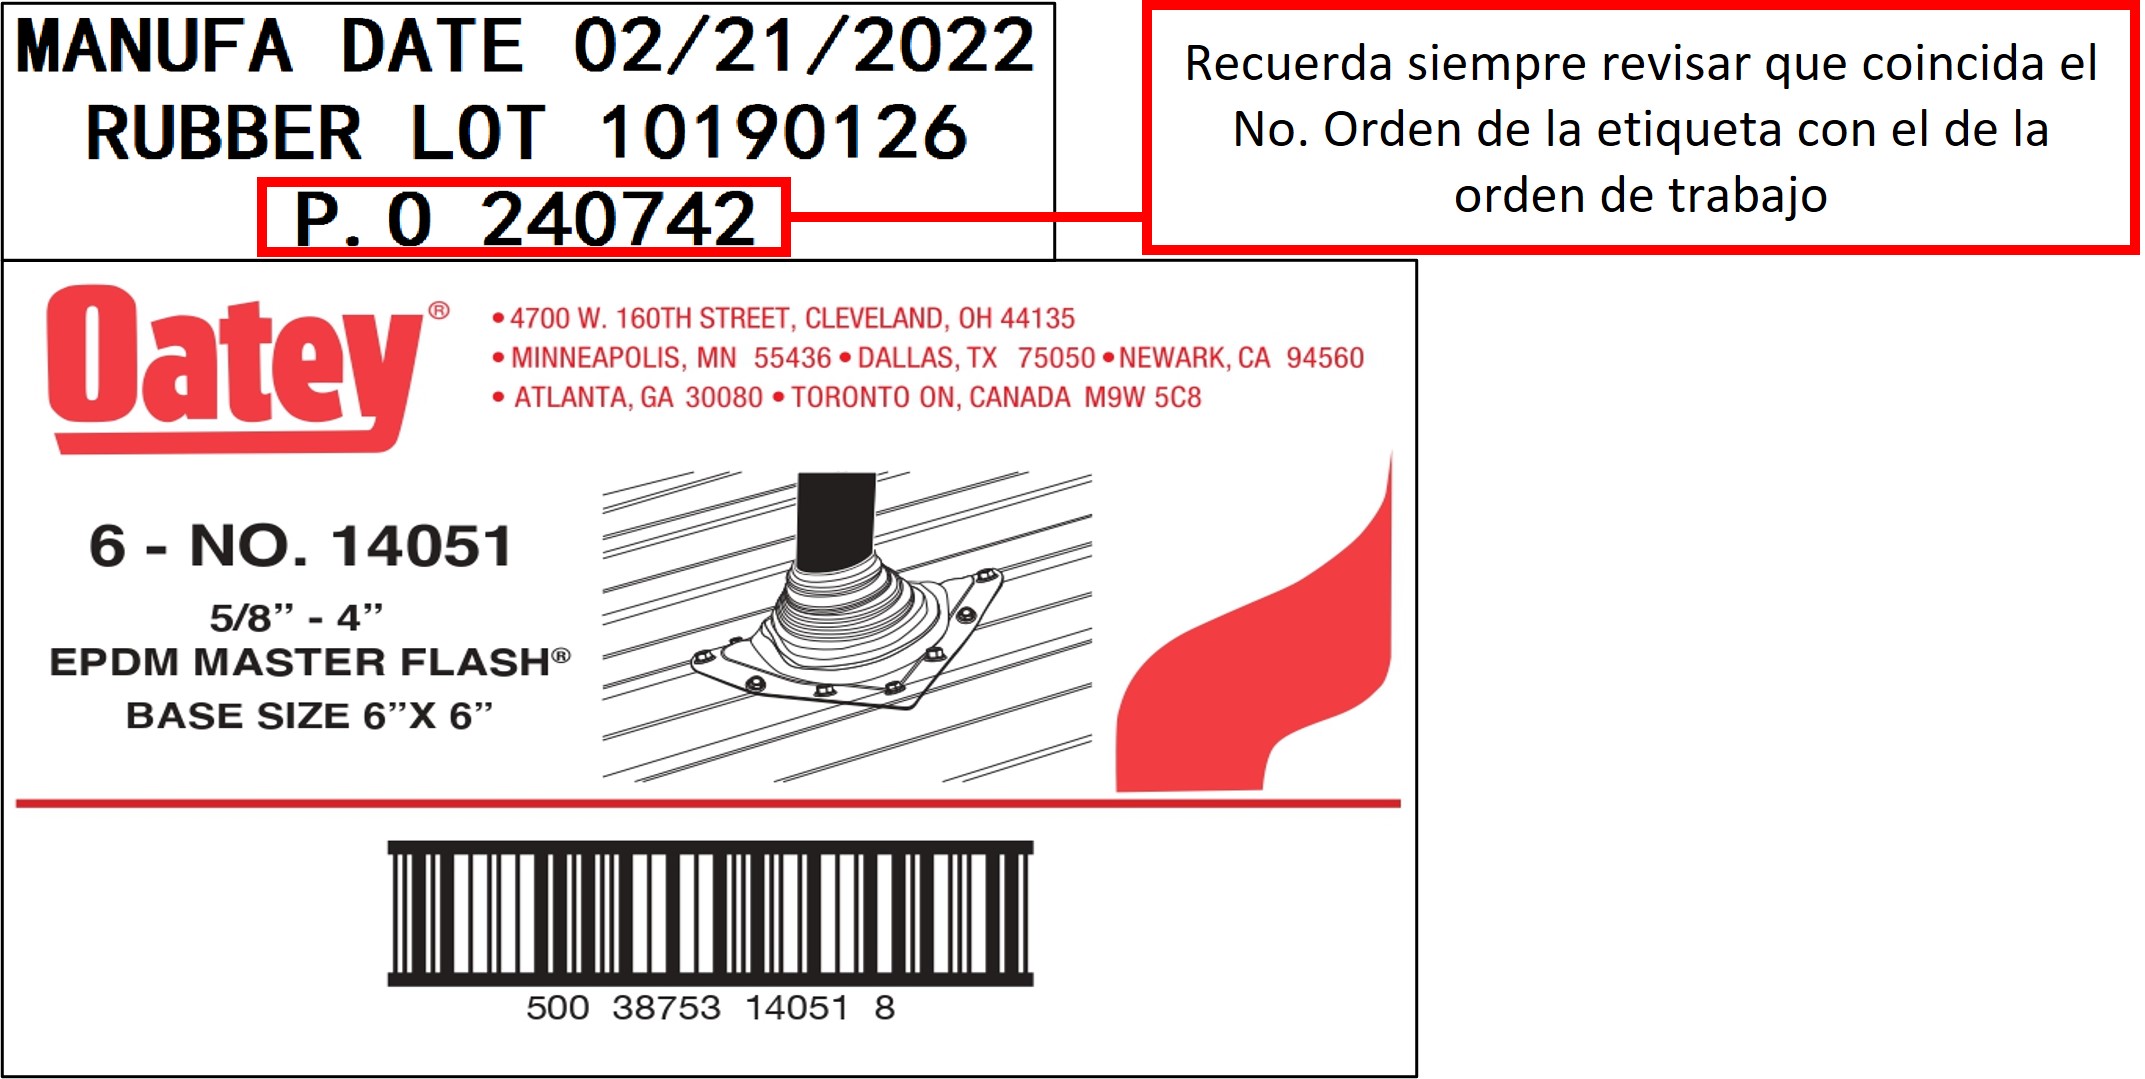 MANUFA DATE 02/21/2022
RUBBER LOT 10190126
P.O 240742
Recuerda siempre revisar que coincida el
No. Orden de la etiqueta con el de la
orden de trabajo
Oatey®
• 4700 W. 160TH STREET, CLEVELAND, OH 44135
• MINNEAPOLIS, MN 55436 • DALLAS, TX 75050 • NEWARK, CA 94560
• ATLANTA, GA 30080 • TORONTO ON, CANADA M9W 5C8
6 - NO. 14051
5/8” - 4”
EPDM MASTER FLASH®
BASE SIZE 6”X 6”
500 38753 14051 8